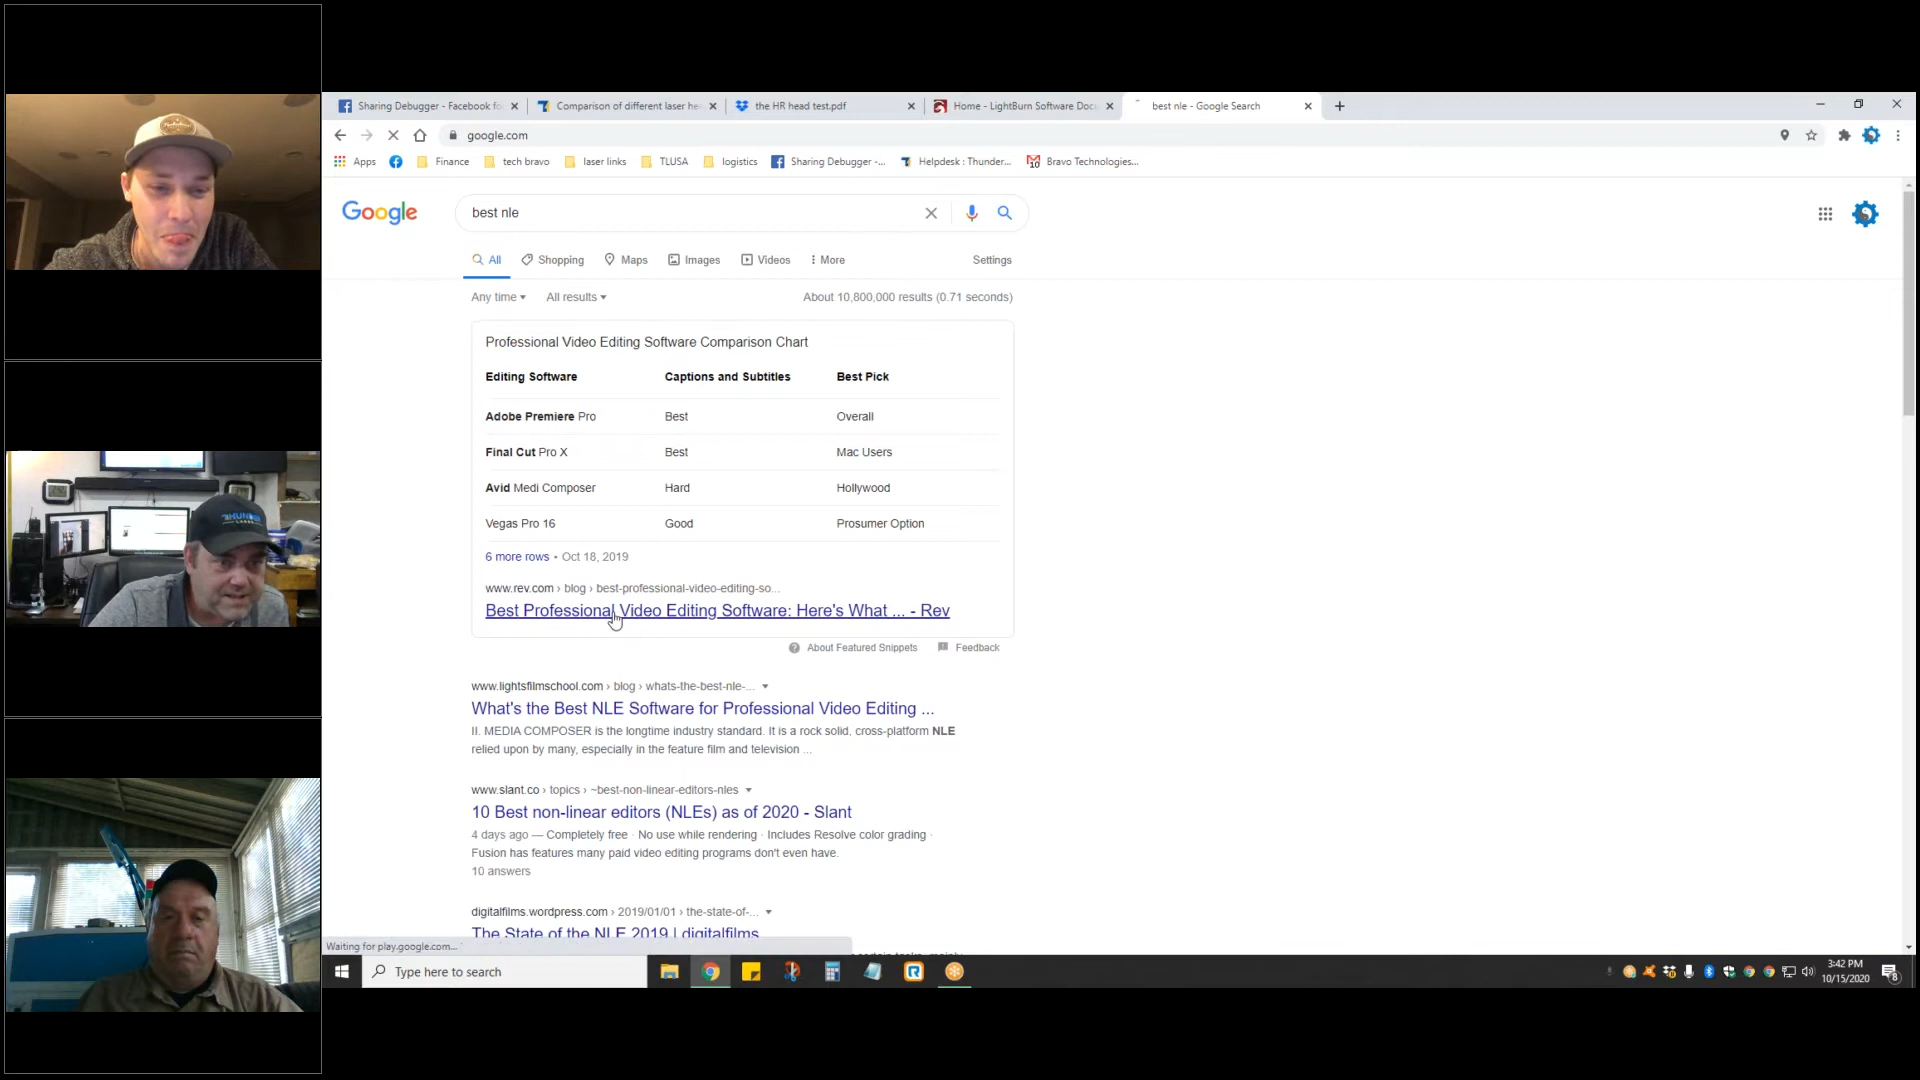 Sharing Debugger - Facebook fo
Comparison of different laser he
the HR head test.pdf
Home - LightBurn Software Doc
best nle - Google Search
google.com
Apps
Finance
tech bravo
laser links
TLUSA
logistics
Sharing Debugger -...
Helpdesk : Thunder...
Bravo Technologies...
Google
best nle
All
Shopping
Maps
Images
Videos
More
Settings
Any time
All results
About 10,800,000 results (0.71 seconds)
Professional Video Editing Software Comparison Chart
Editing Software Captions and Subtitles Best Pick
Adobe Premiere Pro Best Overall
Final Cut Pro X Best Mac Users
Avid Medi Composer Hard Hollywood
Vegas Pro 16 Good Prosumer Option
6 more rows • Oct 18, 2019
www.rev.com › blog › best-professional-video-editing-so...
Best Professional Video Editing Software: Here's What ... - Rev
About Featured Snippets
Feedback
www.lightsfilmschool.com › blog › whats-the-best-nle-...
What's the Best NLE Software for Professional Video Editing ...
II. MEDIA COMPOSER is the longtime industry standard. It is a rock solid, cross-platform NLE
relied upon by many, especially in the feature film and television ...
www.slant.co › topics › ~best-non-linear-editors-nles
10 Best non-linear editors (NLEs) as of 2020 - Slant
4 days ago — Completely free · No use while rendering · Includes Resolve color grading ·
Fusion has features many paid video editing programs don't even have.
10 answers
digitalfilms.wordpress.com › 2019/01/01 › the-state-of-...
The State of the NLE 2019 | digitalfilms
Waiting for play.google.com...
Type here to search
3:42 PM
10/15/2020
8
THUNDER
LASER